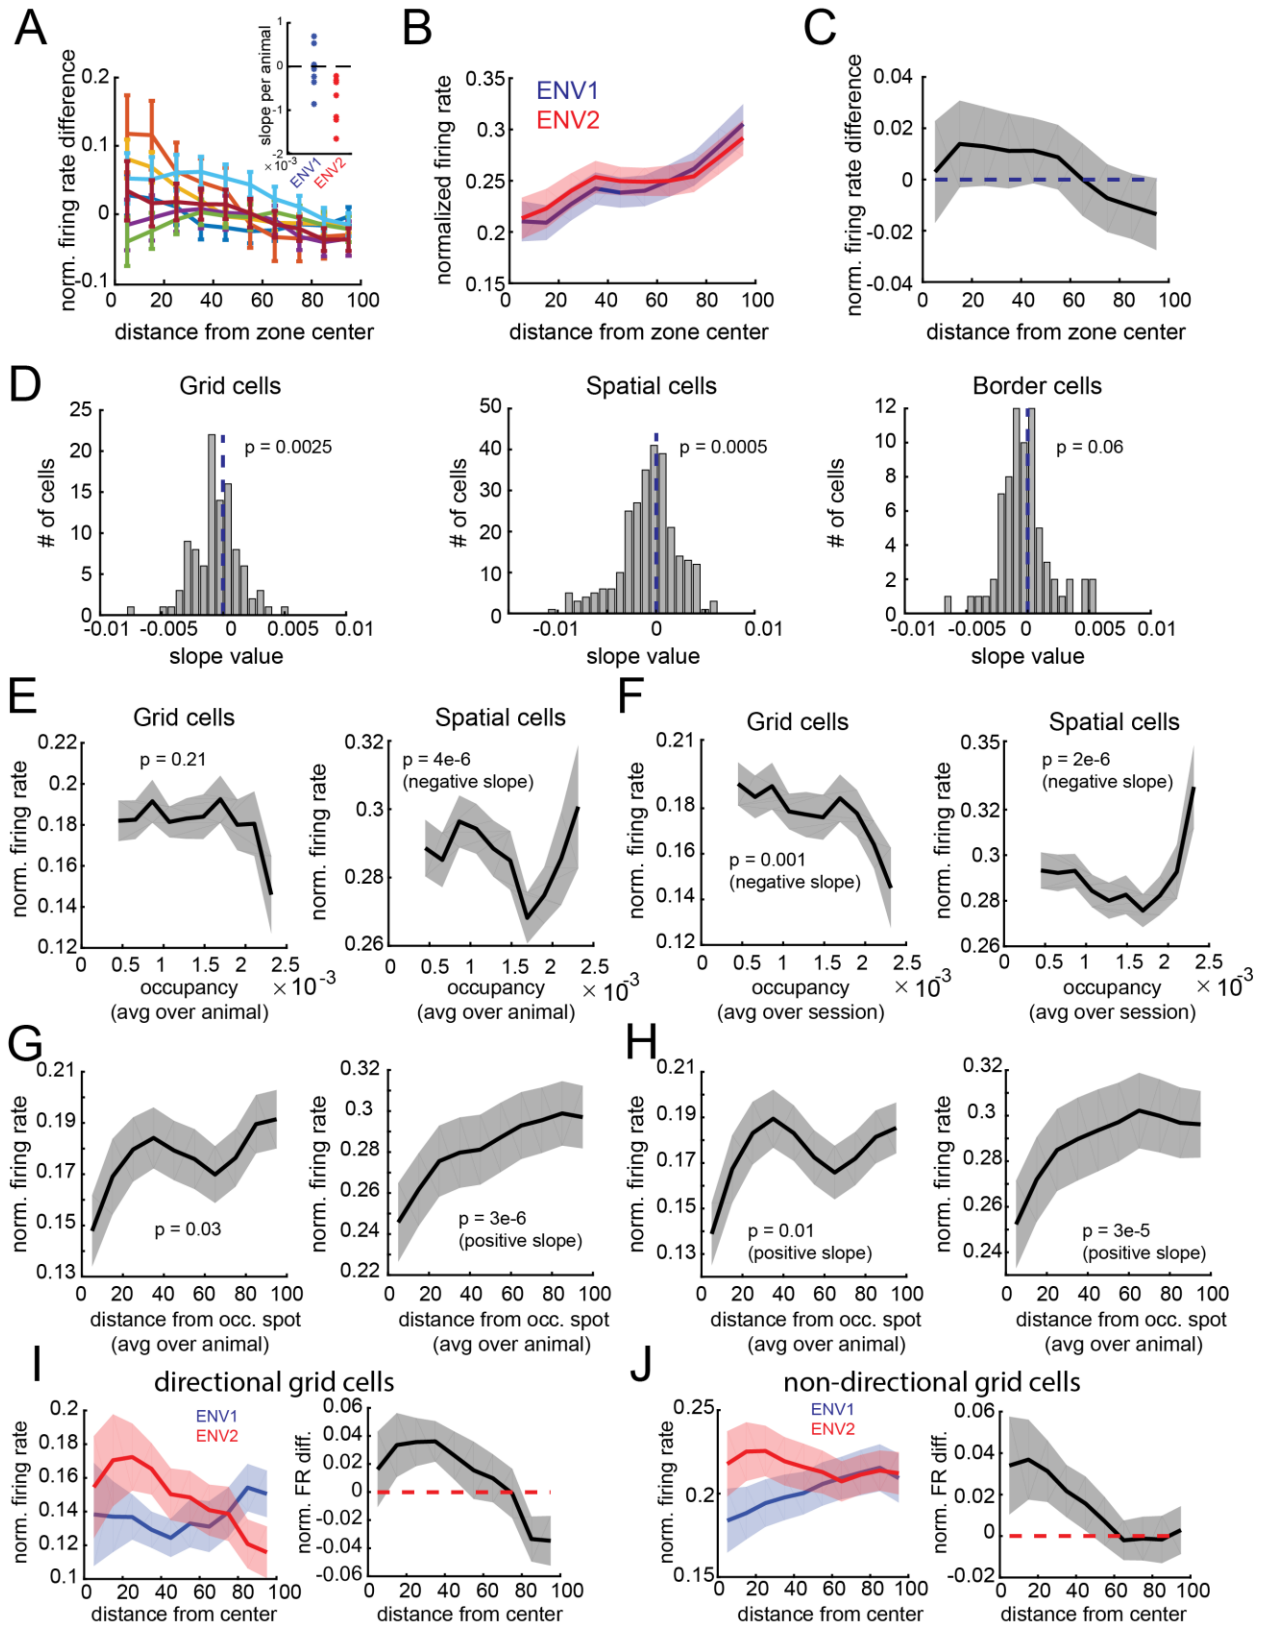 A
norm. firing rate difference
0.2
0.1
0
-0.1
0 20 40 60 80 100
distance from zone center
slope per animal
1
0
-1
-2
× 10-3
ENV1
ENV2
B
normalized firing rate
0.35
0.3
0.25
0.2
0.15
ENV1
ENV2
0 20 40 60 80 100
distance from zone center
C
norm. firing rate difference
0.04
0.02
0
-0.02
-0.04
0 20 40 60 80 100
distance from zone center
D
Grid cells
# of cells
25
20
15
10
5
0
p = 0.0025
-0.01 -0.005 0 0.005 0.01
slope value
Spatial cells
# of cells
50
40
30
20
10
0
p = 0.0005
-0.01 0 0.01
slope value
Border cells
# of cells
12
10
8
6
4
2
0
p = 0.06
-0.01 -0.005 0 0.005 0.01
slope value
E
Grid cells
norm. firing rate
0.22
0.2
0.18
0.16
0.14
0.12
p = 0.21
0 0.5 1 1.5 2 2.5
occupancy × 10-3
(avg over animal)
Spatial cells
norm. firing rate
0.32
0.3
0.28
0.26
p = 4e-6
(negative slope)
0 0.5 1 1.5 2 2.5
occupancy × 10-3
(avg over animal)
F
Grid cells
norm. firing rate
0.21
0.18
0.16
0.14
0.12
p = 0.001
(negative slope)
0 0.5 1 1.5 2 2.5
occupancy × 10-3
(avg over session)
Spatial cells
norm. firing rate
0.35
0.32
0.3
0.28
0.26
p = 2e-6
(negative slope)
0 0.5 1 1.5 2 2.5
occupancy × 10-3
(avg over session)
G
norm. firing rate
0.21
0.19
0.17
0.15
0.13
p = 0.03
0 20 40 60 80 100
distance from occ. spot
(avg over animal)
norm. firing rate
0.32
0.3
0.28
0.26
0.24
0.22
p = 3e-6
(positive slope)
0 20 40 60 80 100
distance from occ. spot
(avg over animal)
H
norm. firing rate
0.21
0.19
0.17
0.15
0.13
p = 0.01
(positive slope)
0 20 40 60 80 100
distance from occ. spot
(avg over animal)
norm. firing rate
0.32
0.3
0.28
0.26
0.24
p = 3e-5
(positive slope)
0 20 40 60 80 100
distance from occ. spot
(avg over animal)
I
directional grid cells
norm. firing rate
0.2
0.18
0.16
0.14
0.12
0.1
ENV1
ENV2
0 20 40 60 80 100
distance from center
norm. FR diff.
0.06
0.04
0.02
0
-0.02
-0.04
-0.06
0 20 40 60 80 100
distance from center
J
non-directional grid cells
norm. firing rate
0.25
0.2
0.15
ENV1
ENV2
0 20 40 60 80 100
distance from center
norm. FR diff.
0.06
0.04
0.02
0
-0.02
0 20 40 60 80 100
distance from center